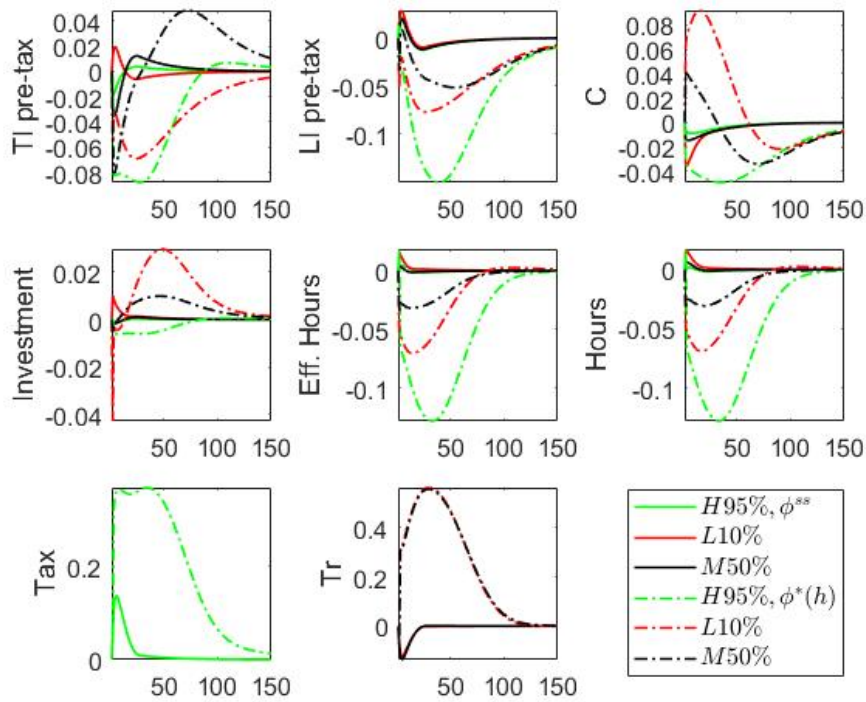 TI pre-tax
0.04
0.02
0
-0.02
-0.04
-0.06
-0.08
50 100 150
LI pre-tax
0
-0.05
-0.1
50 100 150
C
0.08
0.06
0.04
0.02
0
-0.02
-0.04
50 100 150
Investment
0.02
0
-0.02
-0.04
50 100 150
Eff. Hours
0
-0.05
-0.1
50 100 150
Hours
0
-0.05
-0.1
50 100 150
Tax
0.2
0
50 100 150
Tr
0.4
0.2
0
50 100 150
H95%, ϕ^{ss}
L10%
M50%
H95%, ϕ*(h)
L10%
M50%